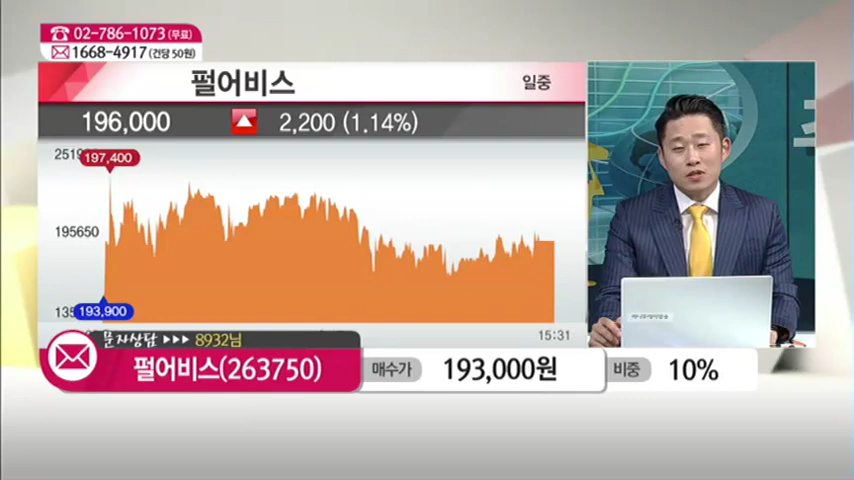 02-786-1073 (무료)
1668-4917 (건당 50원)
펄어비스
일중
196,000
2,200 (1.14%)
197,400
195650
193,900
15:31
문자상담 8932님
펄어비스(263750)
매수가
193,000원
비중
10%